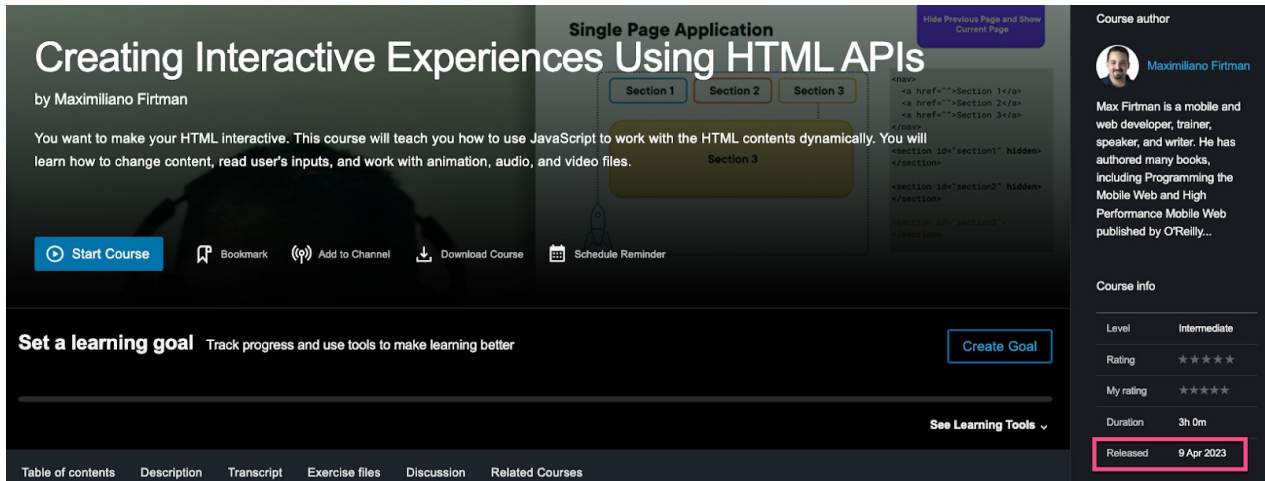 Creating Interactive Experiences Using HTML APIs
by Maximiliano Firtman
You want to make your HTML interactive. This course will teach you how to use JavaScript to work with the HTML contents dynamically. You will
learn how to change content, read user's inputs, and work with animation, audio, and video files.
Start Course
Bookmark
Add to Channel
Download Course
Schedule Reminder
Single Page Application
Section 1
Section 2
Section 3
Section 3
Hide Previous Page and Show
Current Page
<nav>
<a href="">Section 1</a>
<a href="">Section 2</a>
<a href="">Section 3</a>
</nav>
<section id="section1" hidden>
</section>
<section id="section2" hidden>
</section>
<section id="section3">
</section>
Set a learning goal Track progress and use tools to make learning better
Create Goal
See Learning Tools
Table of contents Description Transcript Exercise files Discussion Related Courses
Course author
Maximiliano Firtman
Max Firtman is a mobile and
web developer, trainer,
speaker, and writer. He has
authored many books,
including Programming the
Mobile Web and High
Performance Mobile Web
published by O'Reilly...
Course info
Level Intermediate
Rating
My rating
Duration 3h 0m
Released 9 Apr 2023